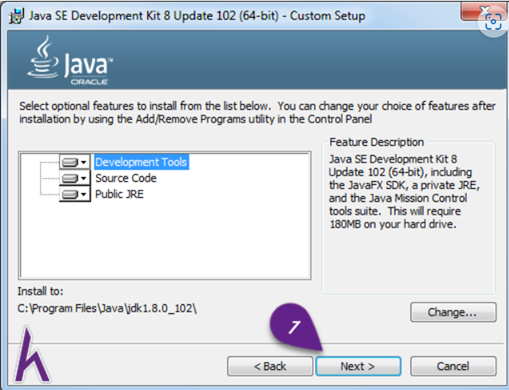 Java SE Development Kit 8 Update 102 (64-bit) - Custom Setup
Java™
ORACLE
Select optional features to install from the list below. You can change your choice of features after
installation by using the Add/Remove Programs utility in the Control Panel
Development Tools
Source Code
Public JRE
Feature Description
Java SE Development Kit 8
Update 102 (64-bit), including
the JavaFX SDK, a private JRE,
and the Java Mission Control
tools suite. This will require
180MB on your hard drive.
Install to:
C:\Program Files\Java\jdk1.8.0_102\
Change...
1
< Back
Next >
Cancel